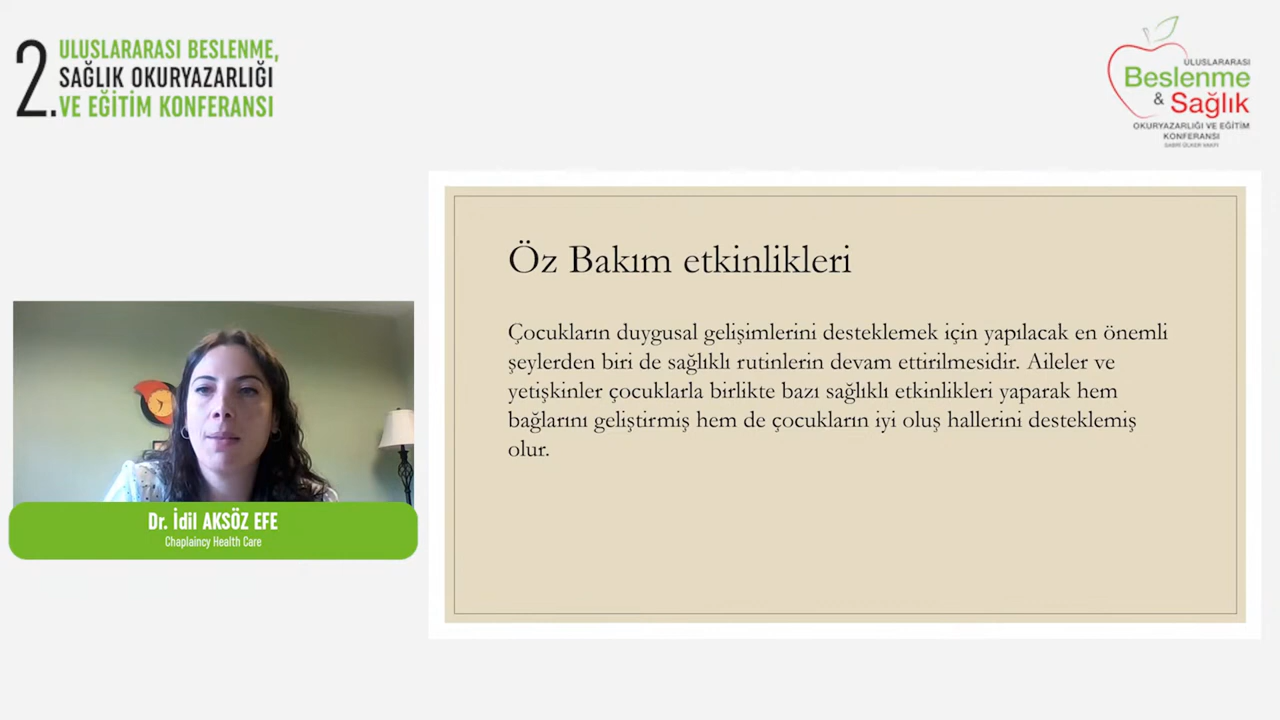 2.
ULUSLARARASI BESLENME,
SAĞLIK OKURYAZARLIĞI
VE EĞİTİM KONFERANSI
ULUSLARARASI
Beslenme
& Sağlık
OKURYAZARLIĞI VE EĞİTİM
KONFERANSI
SABRİ ÜLKER VAKFI
Öz Bakım etkinlikleri
Çocukların duygusal gelişimlerini desteklemek için yapılacak en önemli
şeylerden biri de sağlıklı rutinlerin devam ettirilmesidir. Aileler ve
yetişkinler çocuklarla birlikte bazı sağlıklı etkinlikleri yaparak hem
bağlarını geliştirmiş hem de çocukların iyi oluş hallerini desteklemiş
olur.
Dr. İdil AKSÖZ EFE
Chaplaincy Health Care